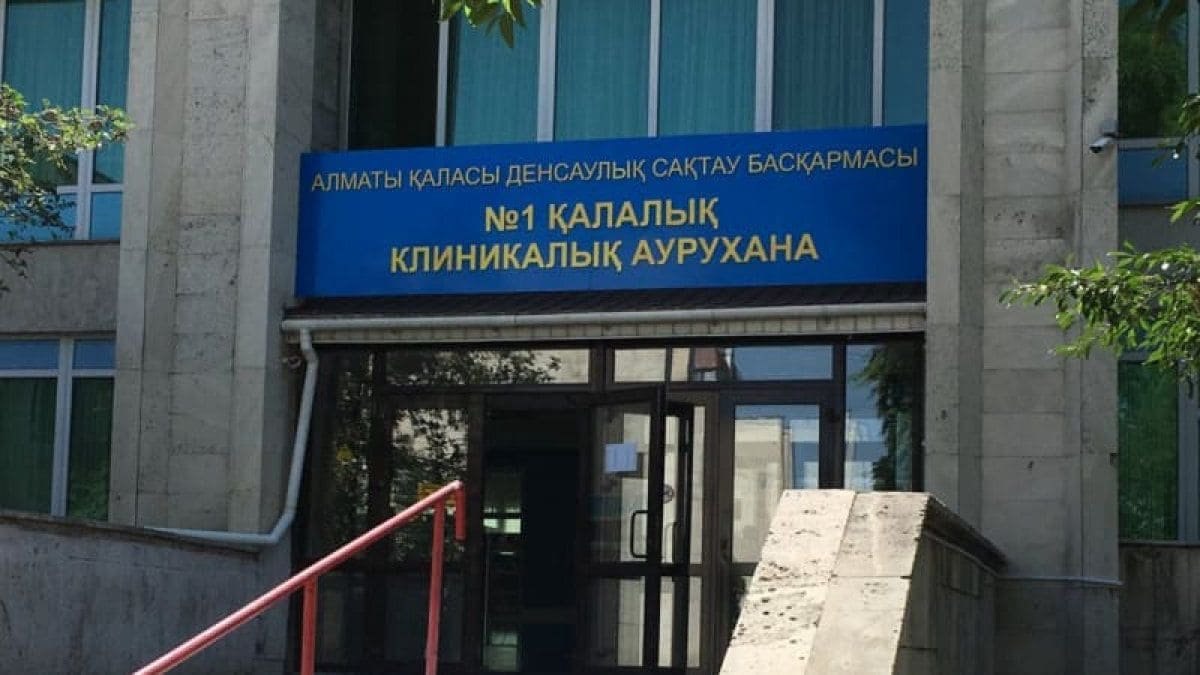 АЛМАТЫ ҚАЛАСЫ ДЕНСАУЛЫҚ САҚТАУ БАСҚАРМАСЫ
№1 ҚАЛАЛЫҚ
КЛИНИКАЛЫҚ АУРУХАНА